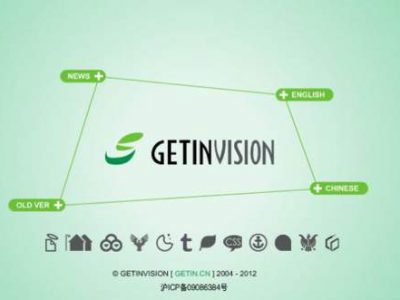 NEWS
ENGLISH
GETINVISION
CHINESE
OLD VER
CSS
© GETINVISION [ GETIN.CN ] 2004 - 2012
沪ICP备09086384号